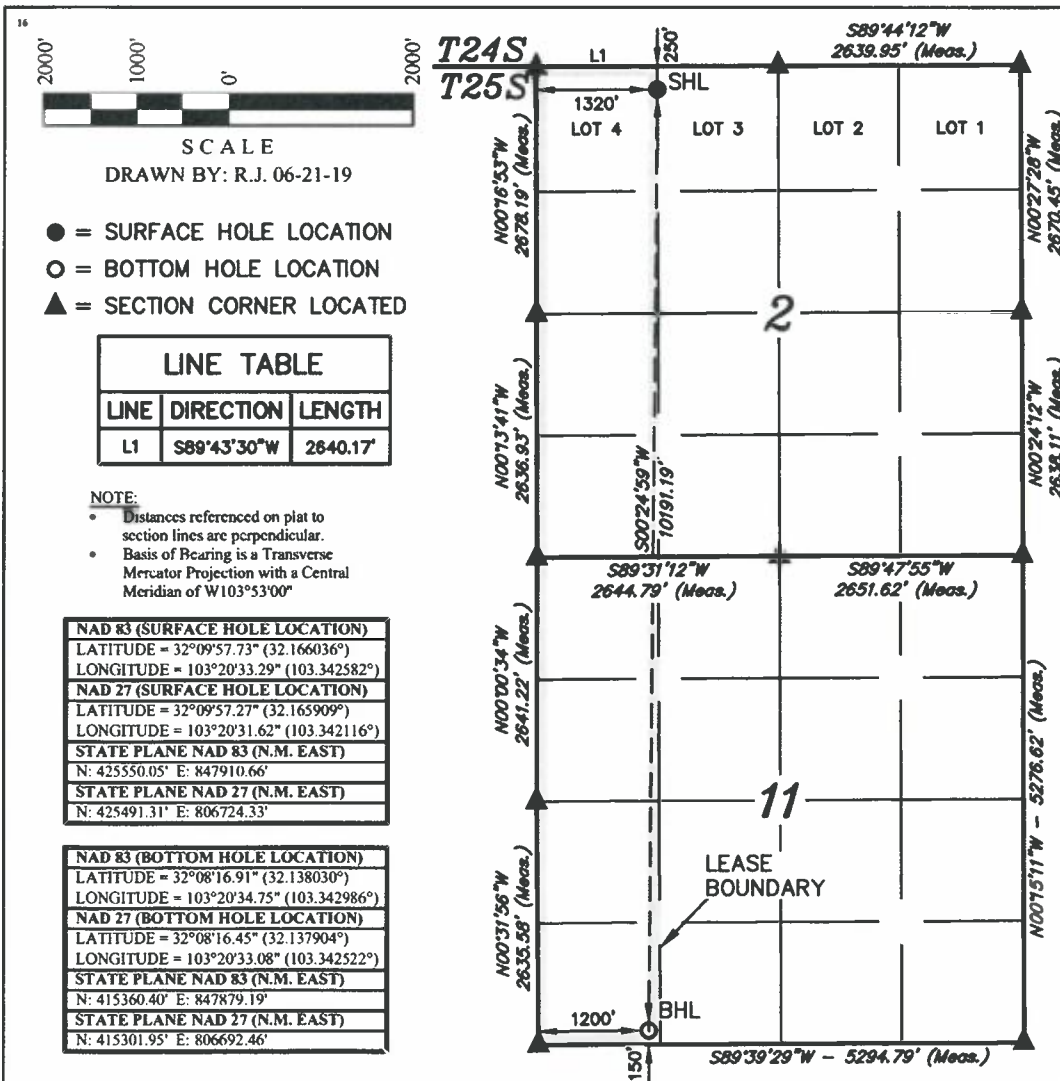 16
2000'
1000'
0'
2000'
SCALE
DRAWN BY: R.J. 06-21-19
● = SURFACE HOLE LOCATION
○ = BOTTOM HOLE LOCATION
▲ = SECTION CORNER LOCATED
LINE TABLE
LINE DIRECTION LENGTH
L1 S89°43'30"W 2640.17'
NOTE:
• Distances referenced on plat to
section lines are perpendicular.
• Basis of Bearing is a Transverse
Mercator Projection with a Central
Meridian of W103°53'00"
NAD 83 (SURFACE HOLE LOCATION)
LATITUDE = 32°09'57.73" (32.166036°)
LONGITUDE = 103°20'33.29" (103.342582°)
NAD 27 (SURFACE HOLE LOCATION)
LATITUDE = 32°09'57.27" (32.165909°)
LONGITUDE = 103°20'31.62" (103.342116°)
STATE PLANE NAD 83 (N.M. EAST)
N: 425550.05' E: 847910.66'
STATE PLANE NAD 27 (N.M. EAST)
N: 425491.31' E: 806724.33'
NAD 83 (BOTTOM HOLE LOCATION)
LATITUDE = 32°08'16.91" (32.138030°)
LONGITUDE = 103°20'34.75" (103.342986°)
NAD 27 (BOTTOM HOLE LOCATION)
LATITUDE = 32°08'16.45" (32.137904°)
LONGITUDE = 103°20'33.08" (103.342522°)
STATE PLANE NAD 83 (N.M. EAST)
N: 415360.40' E: 847879.19'
STATE PLANE NAD 27 (N.M. EAST)
N: 415301.95' E: 806692.46'
T24S
T25S
L1
250'
S89°44'12"W
2639.95' (Meas.)
SHL
1320'
LOT 4
LOT 3
LOT 2
LOT 1
N00°16'53"W
2678.19' (Meas.)
N00°27'28"W
2670.45' (Meas.)
2
N00°13'41"W
2636.93' (Meas.)
S00°24'59"W
10191.19'
N00°24'12"W
2638.11' (Meas.)
S89°31'12"W
2644.79' (Meas.)
S89°47'55"W
2651.62' (Meas.)
N00°00'34"W
2641.22' (Meas.)
11
N00°15'11"W - 5276.62' (Meas.)
LEASE
BOUNDARY
N00°31'56"W
2635.58' (Meas.)
1200'
BHL
150'
S89°39'29"W - 5294.79' (Meas.)